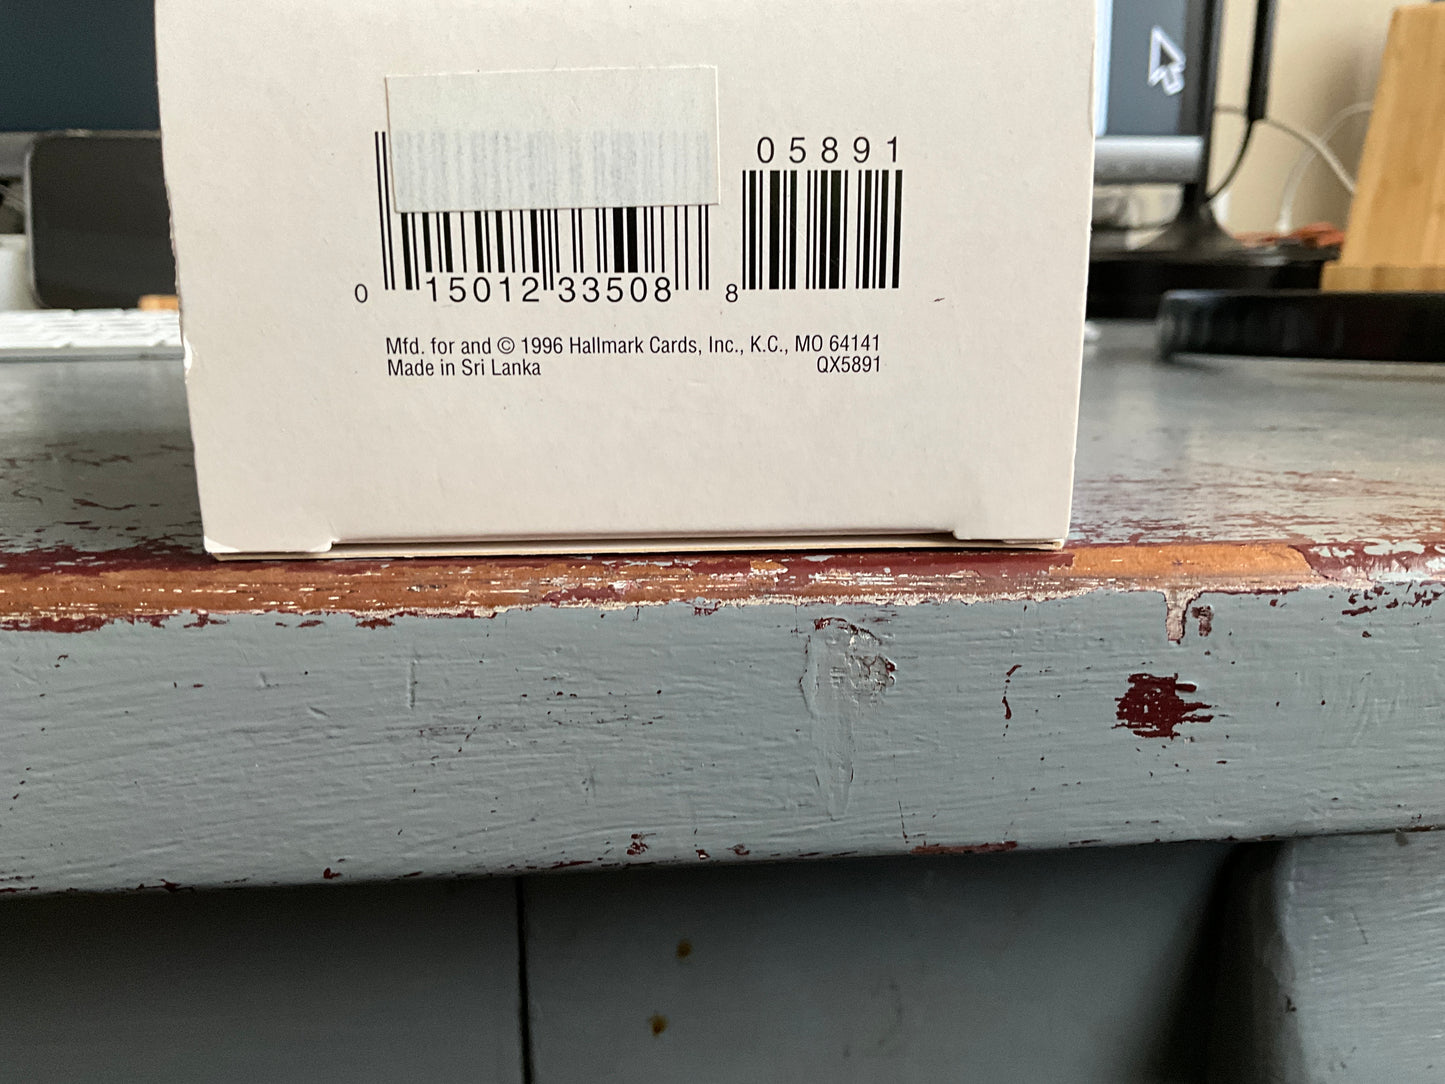 05891
0 15012 33508 8
Mfd. for and © 1996 Hallmark Cards, Inc., K.C., MO 64141
Made in Sri Lanka QX5891